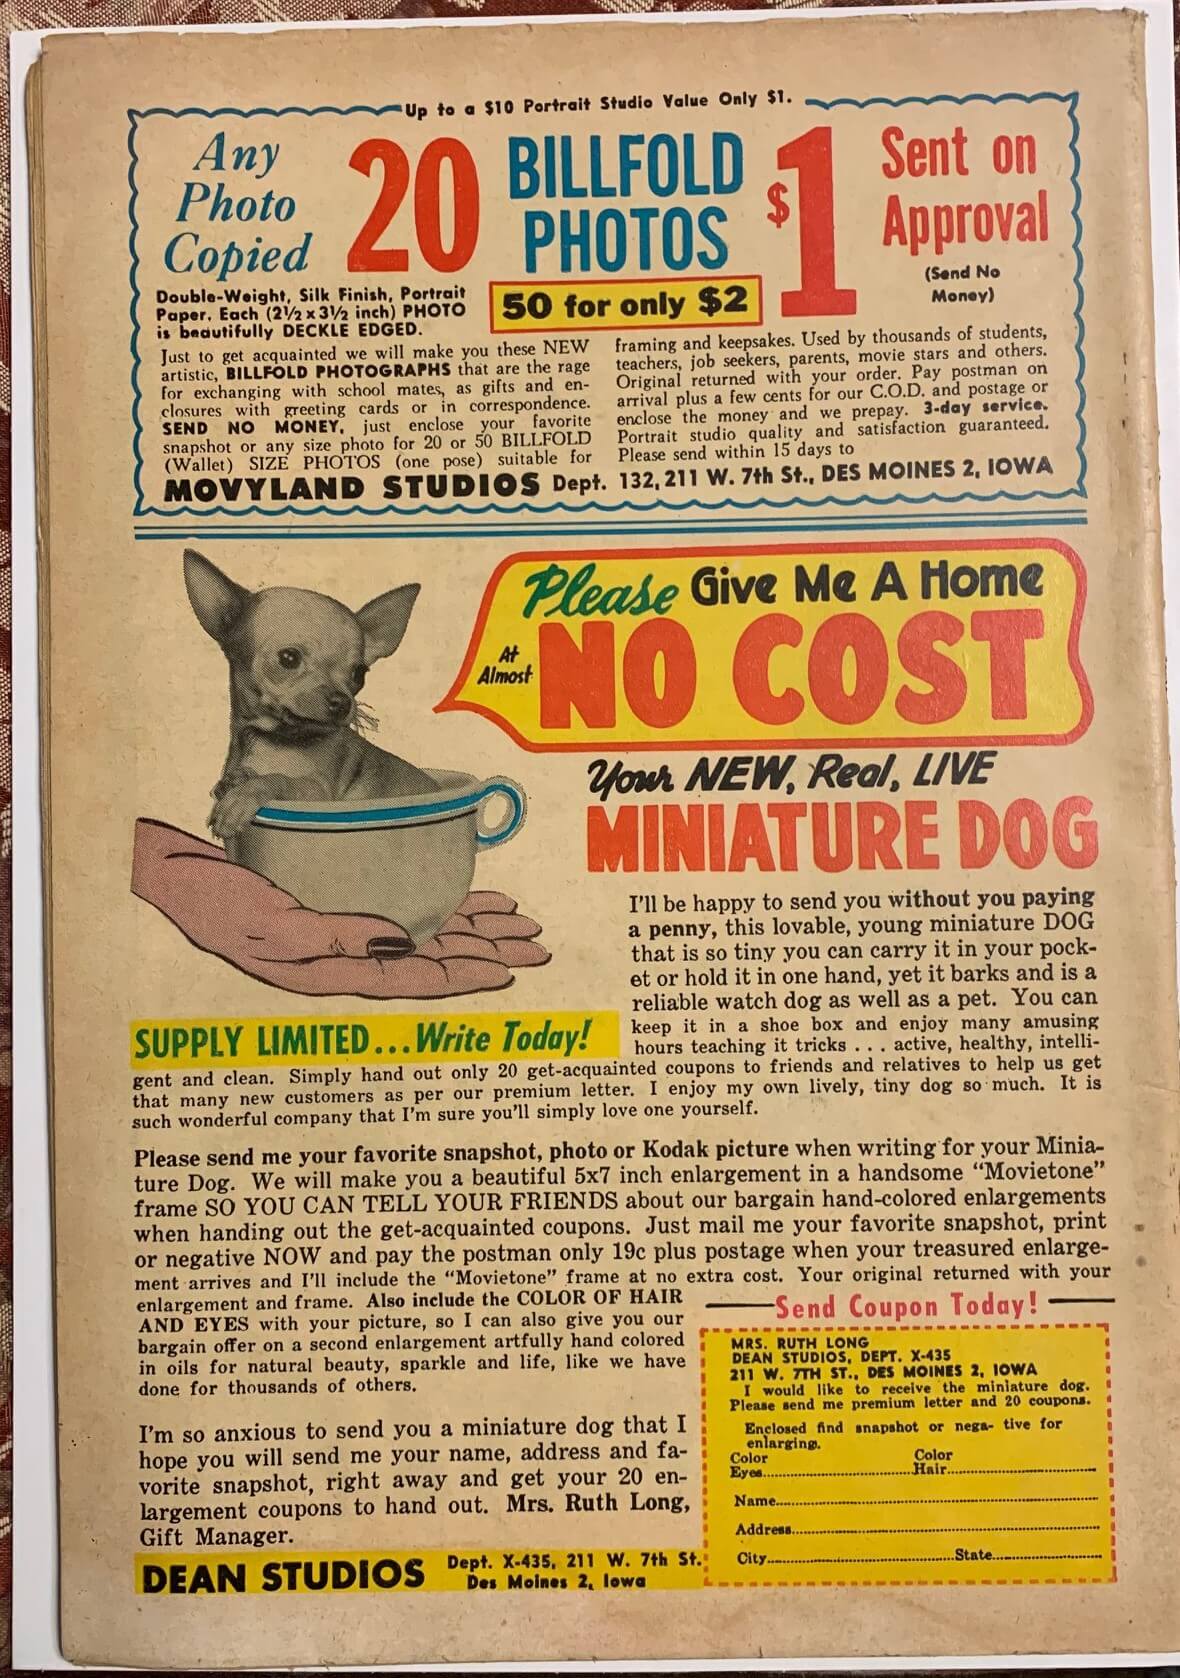 Up to a $10 Portrait Studio Value Only $1.
Any
Photo
Copied
20
BILLFOLD
PHOTOS
$1
Sent on
Approval
(Send No
Money)
50 for only $2
Double-Weight, Silk Finish, Portrait
Paper. Each (2½ x 3½ inch) PHOTO
is beautifully DECKLE EDGED.
Just to get acquainted we will make you these NEW
artistic, BILLFOLD PHOTOGRAPHS that are the rage
for exchanging with school mates, as gifts and en-
closures with greeting cards or in correspondence.
SEND NO MONEY, just enclose your favorite
snapshot or any size photo for 20 or 50 BILLFOLD
(Wallet) SIZE PHOTOS (one pose) suitable for
framing and keepsakes. Used by thousands of students,
teachers, job seekers, parents, movie stars and others.
Original returned with your order. Pay postman on
arrival plus a few cents for our C.O.D. and postage or
enclose the money and we prepay. 3-day service.
Portrait studio quality and satisfaction guaranteed.
Please send within 15 days to
MOVYLAND STUDIOS Dept. 132, 211 W. 7th St., DES MOINES 2, IOWA
Please Give Me A Home
At
Almost
NO COST
Your NEW, Real, LIVE
MINIATURE DOG
I'll be happy to send you without you paying
a penny, this lovable, young miniature DOG
that is so tiny you can carry it in your pock-
et or hold it in one hand, yet it barks and is a
reliable watch dog as well as a pet. You can
keep it in a shoe box and enjoy many amusing
hours teaching it tricks . . . active, healthy, intelli-
SUPPLY LIMITED...Write Today!
gent and clean. Simply hand out only 20 get-acquainted coupons to friends and relatives to help us get
that many new customers as per our premium letter. I enjoy my own lively, tiny dog so much. It is
such wonderful company that I'm sure you'll simply love one yourself.
Please send me your favorite snapshot, photo or Kodak picture when writing for your Minia-
ture Dog. We will make you a beautiful 5x7 inch enlargement in a handsome "Movietone"
frame SO YOU CAN TELL YOUR FRIENDS about our bargain hand-colored enlargements
when handing out the get-acquainted coupons. Just mail me your favorite snapshot, print
or negative NOW and pay the postman only 19c plus postage when your treasured enlarge-
ment arrives and I'll include the "Movietone" frame at no extra cost. Your original returned with your
enlargement and frame. Also include the COLOR OF HAIR
AND EYES with your picture, so I can also give you our
bargain offer on a second enlargement artfully hand colored
in oils for natural beauty, sparkle and life, like we have
done for thousands of others.
I'm so anxious to send you a miniature dog that I
hope you will send me your name, address and fa-
vorite snapshot, right away and get your 20 en-
largement coupons to hand out. Mrs. Ruth Long,
Gift Manager.
DEAN STUDIOS
Dept. X-435, 211 W. 7th St.
Des Moines 2, Iowa
Send Coupon Today!
MRS. RUTH LONG
DEAN STUDIOS, DEPT. X-435
211 W. 7TH ST., DES MOINES 2, IOWA
I would like to receive the miniature dog.
Please send me premium letter and 20 coupons.
Enclosed find snapshot or nega- tive for
enlarging.
Color Color
Eyes..........Hair..........
Name..........
Address..........
City..........State..........